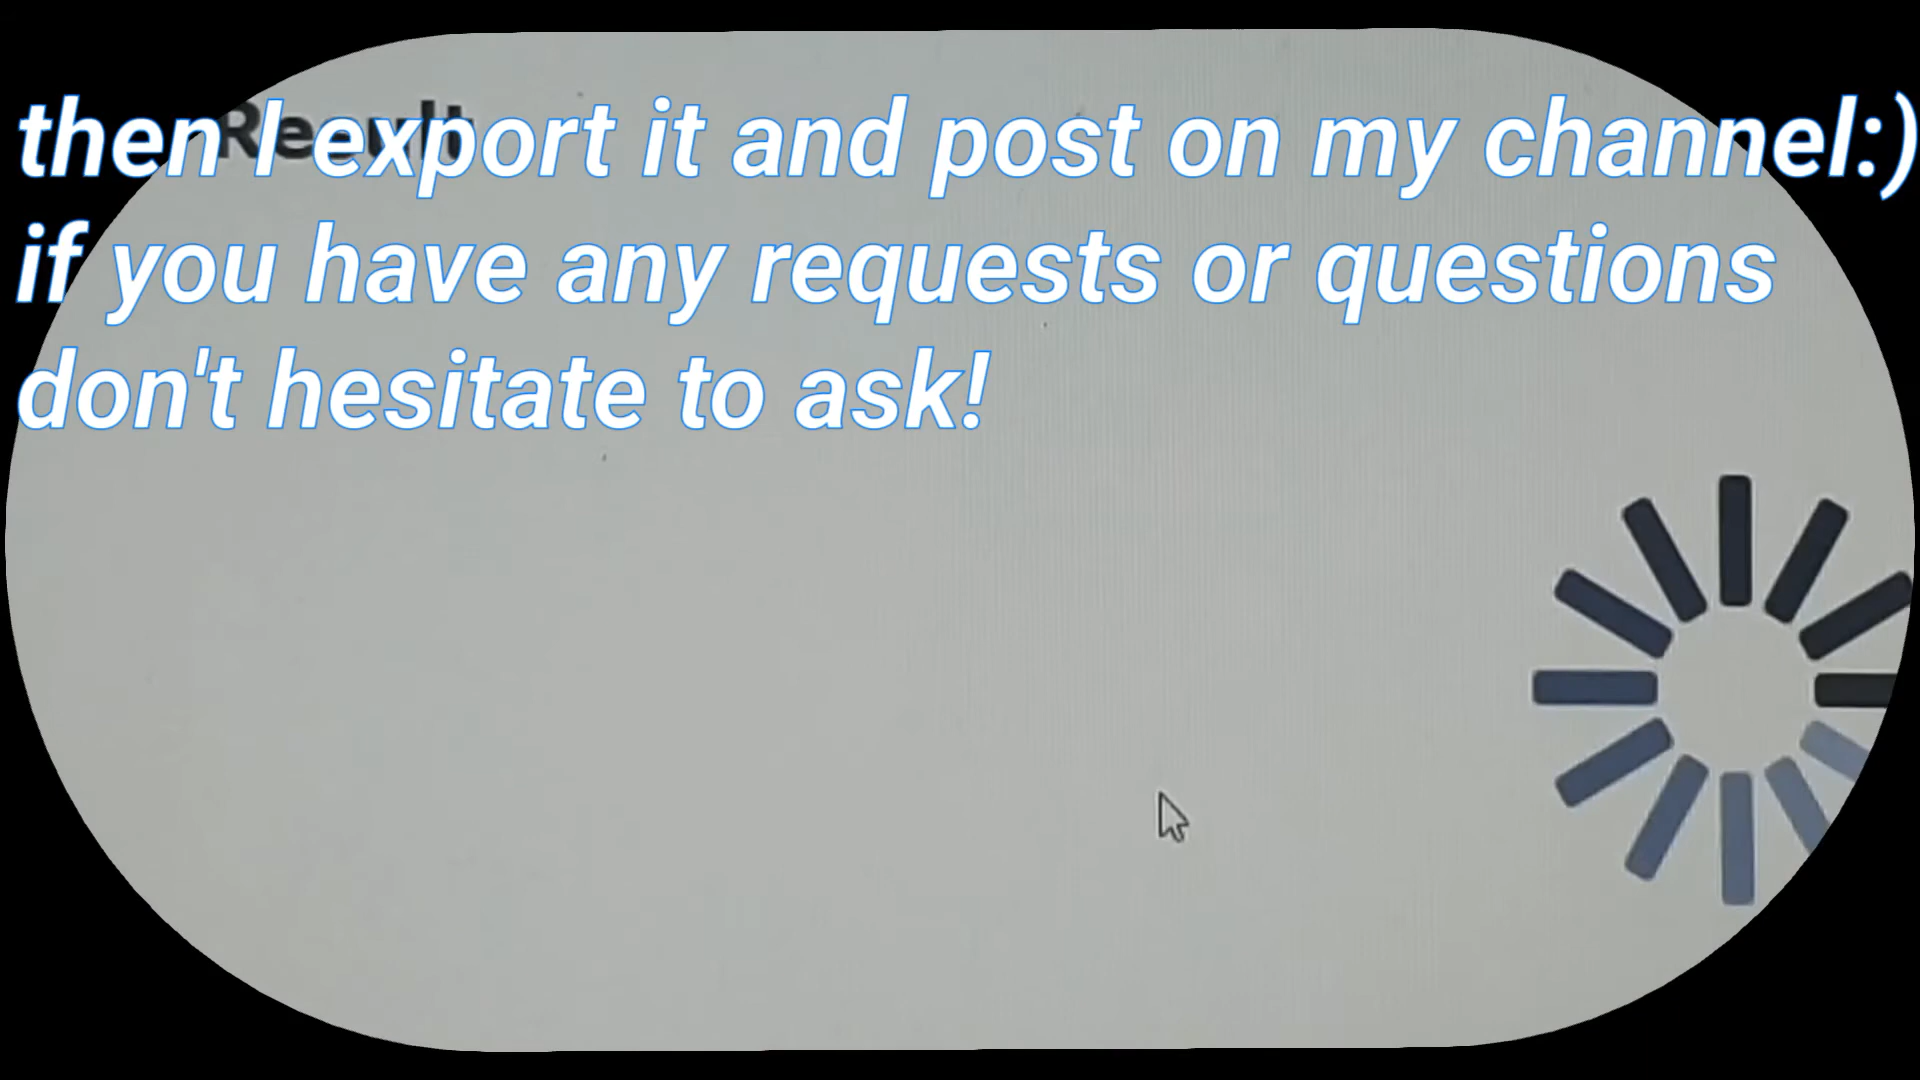 then I export it and post on my channel:)
if you have any requests or questions
don't hesitate to ask!
Result